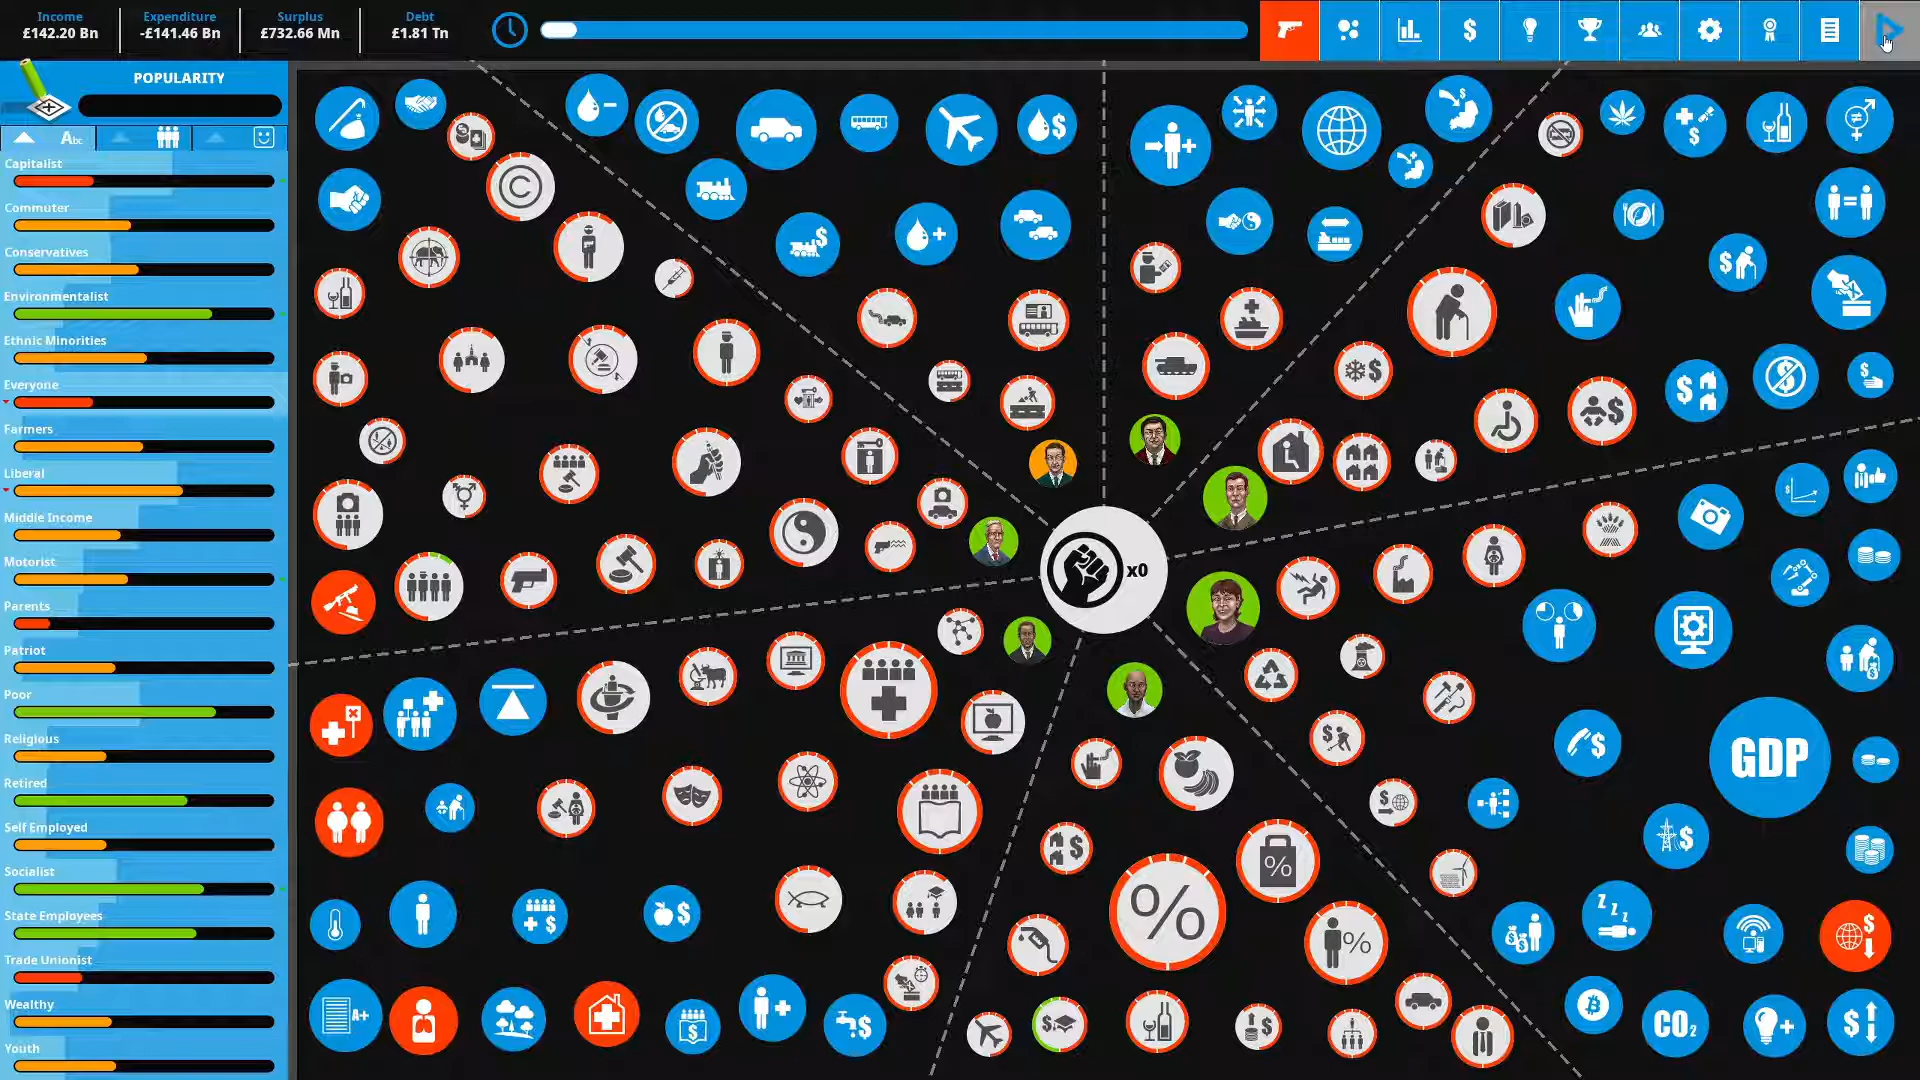 Income
£142.20 Bn
Expenditure
-£141.46 Bn
Surplus
£732.66 Mn
Debt
£1.81 Tn
POPULARITY
Abc
Capitalist
Commuter
Conservatives
Environmentalist
Ethnic Minorities
Everyone
Farmers
Liberal
Middle Income
Motorist
Parents
Patriot
Poor
Religious
Retired
Self Employed
Socialist
State Employees
Trade Unionist
Wealthy
Youth
x0
GDP
CO₂
A+
zzz
%
%
%